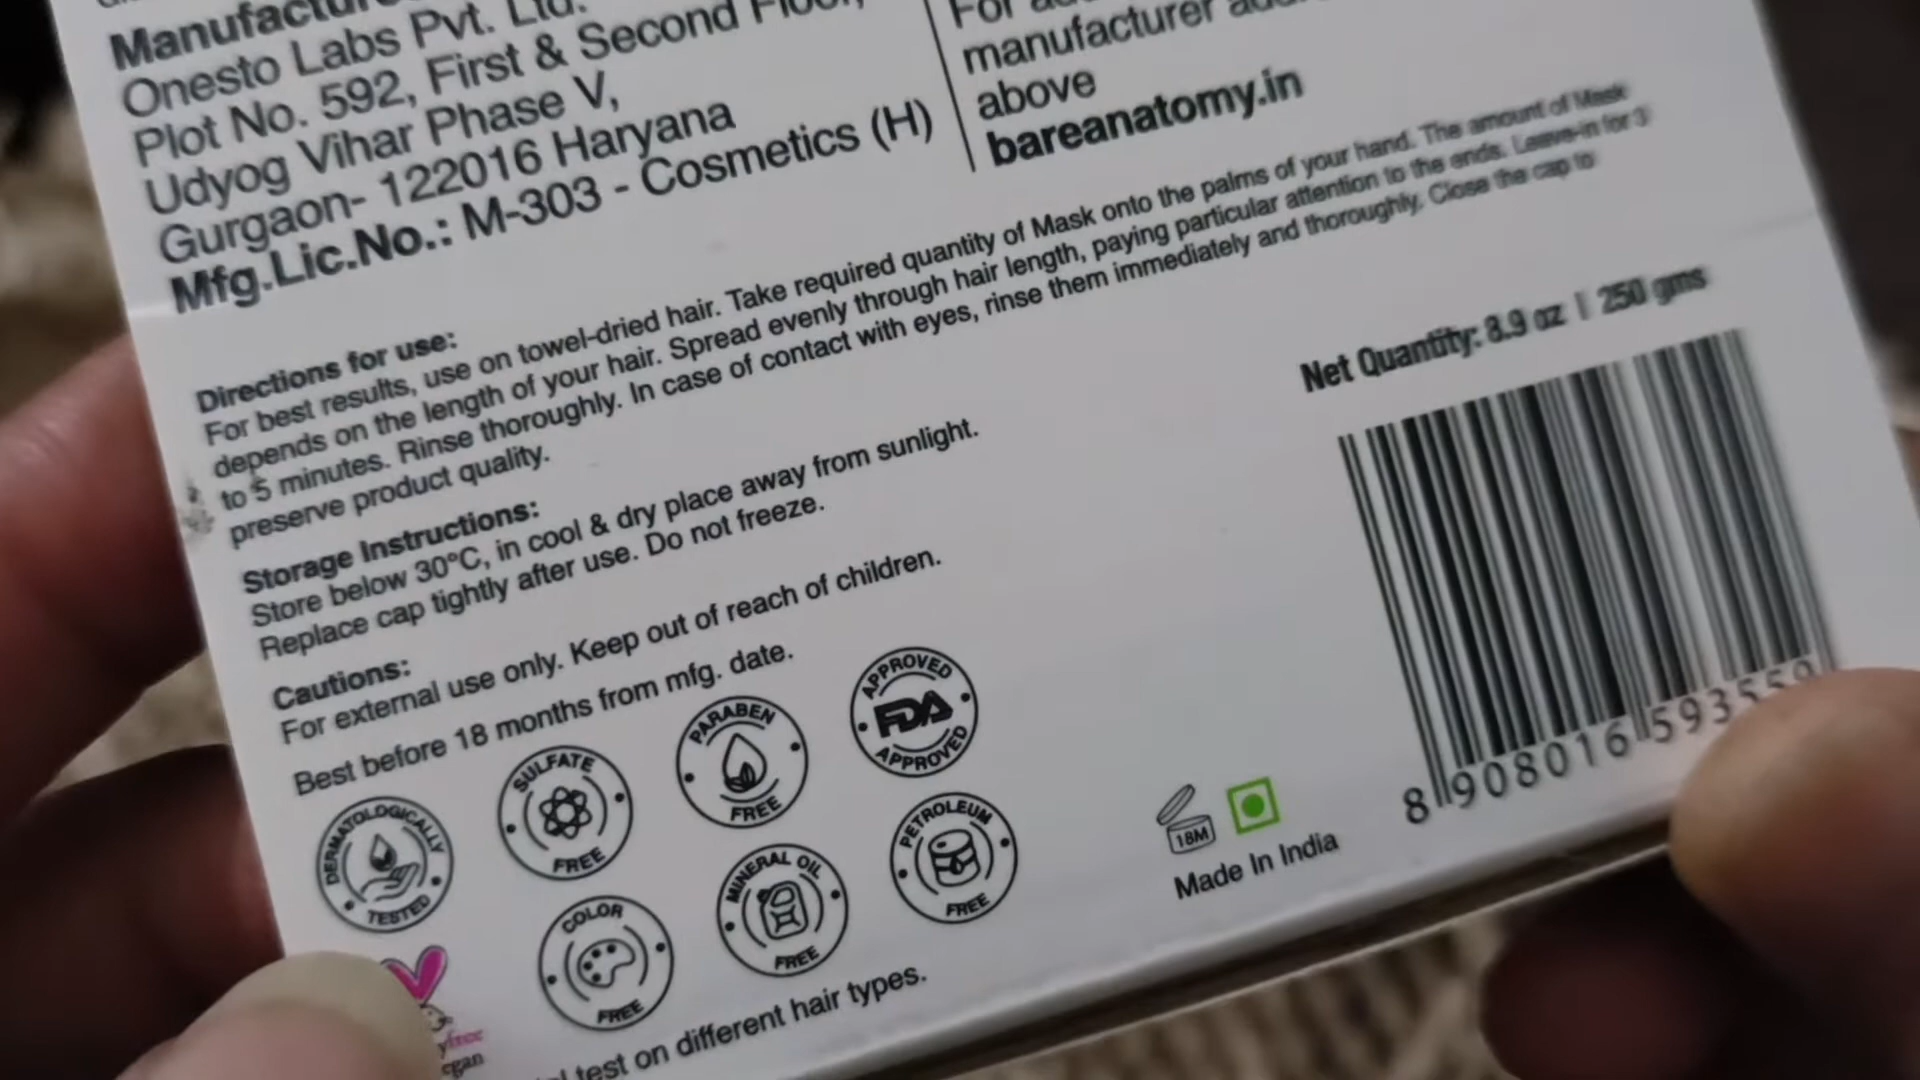 Manufactur
Onesto Labs Pvt. Ltd.
Plot No. 592, First & Second Floor,
Udyog Vihar Phase V,
Gurgaon- 122016 Haryana
Mfg.Lic.No.: M-303 - Cosmetics (H)
For
manufacturer
above
bareanatomy.in
Directions for use:
For best results, use on towel-dried hair. Take required quantity of Mask onto the palms of your hand. The amount of Mask
depends on the length of your hair. Spread evenly through hair length, paying particular attention to the ends. Leave-in for 3
to 5 minutes. Rinse thoroughly. In case of contact with eyes, rinse them immediately and thoroughly. Close the cap to
preserve product quality.
Storage Instructions:
Store below 30°C, in cool & dry place away from sunlight.
Replace cap tightly after use. Do not freeze.
Cautions:
For external use only. Keep out of reach of children.
Best before 18 months from mfg. date.
DERMATOLOGICALLY TESTED
SULFATE FREE
PARABEN FREE
APPROVED FDA APPROVED
COLOR FREE
MINERAL OIL FREE
PETROLEUM FREE
test on different hair types.
Net Quantity: 8.9 oz | 250 gms
8 908016 593559
18M
Made In India